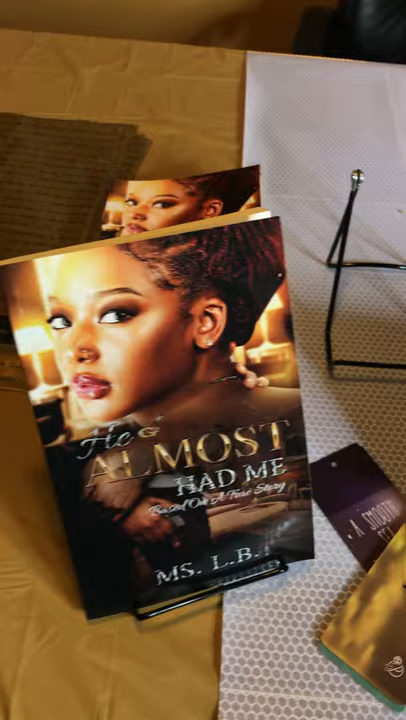 He
ALMOST
HAD ME
Based On A True Story
MS. L.B.
A SMOOTH